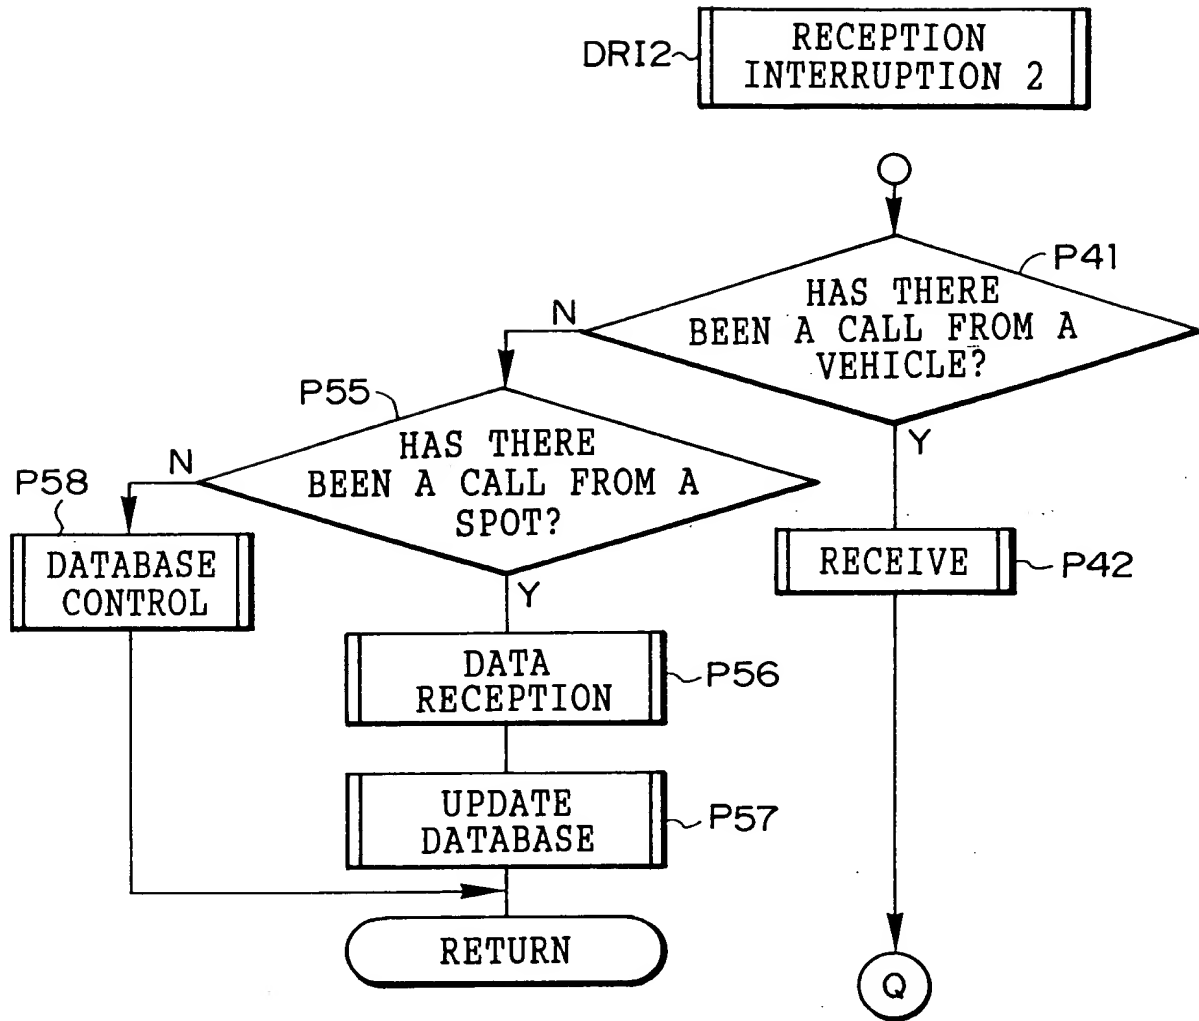 DRI2
RECEPTION
INTERRUPTION 2
P41
HAS THERE
BEEN A CALL FROM A
VEHICLE?
N
Y
P55
HAS THERE
BEEN A CALL FROM A
SPOT?
N
Y
P58
DATABASE
CONTROL
RECEIVE
P42
DATA
RECEPTION
P56
UPDATE
DATABASE
P57
RETURN
Q